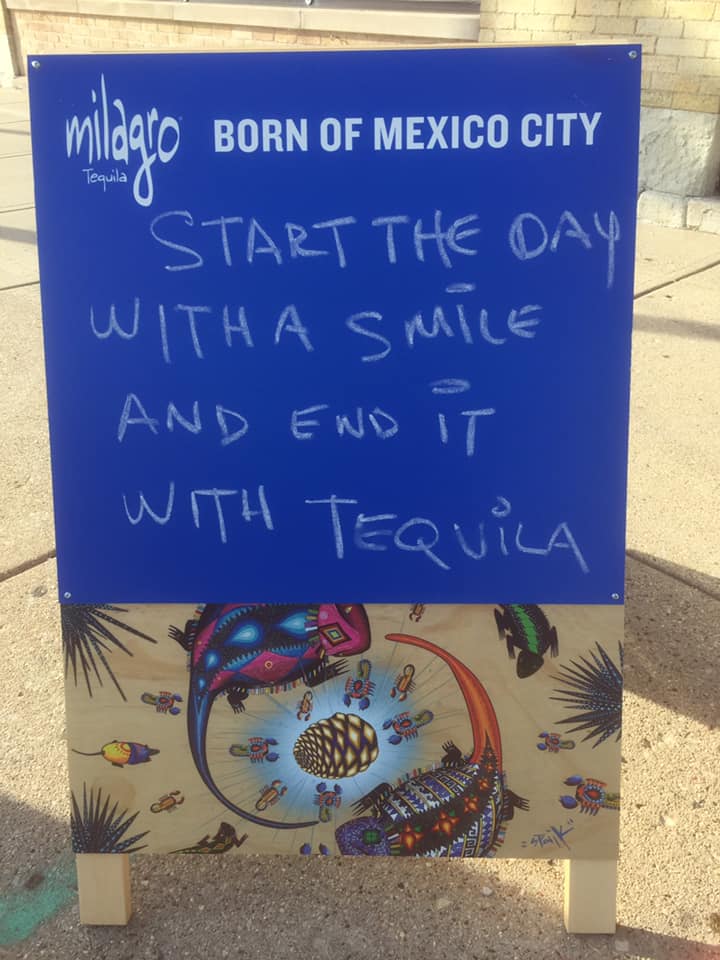 milagro
Tequila
BORN OF MEXICO CITY
START THE DAY
WITH A SMILE
AND END IT
WITH TEQUILA